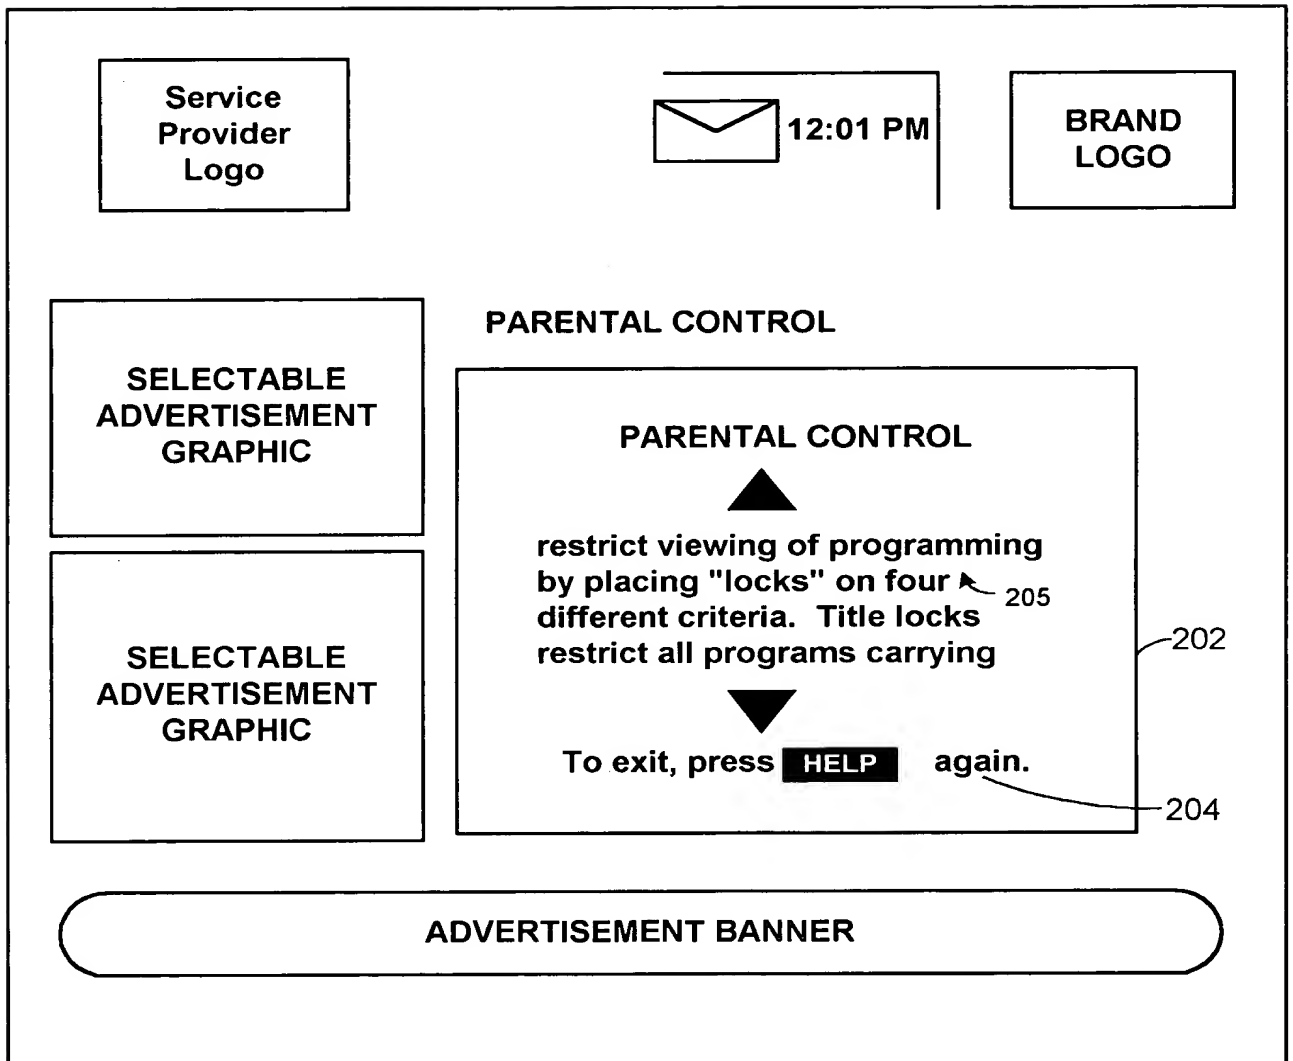 Service
Provider
Logo
12:01 PM
BRAND
LOGO
SELECTABLE
ADVERTISEMENT
GRAPHIC
SELECTABLE
ADVERTISEMENT
GRAPHIC
PARENTAL CONTROL
PARENTAL CONTROL
restrict viewing of programming
by placing "locks" on four
205
different criteria. Title locks
restrict all programs carrying
202
To exit, press HELP again.
204
ADVERTISEMENT BANNER